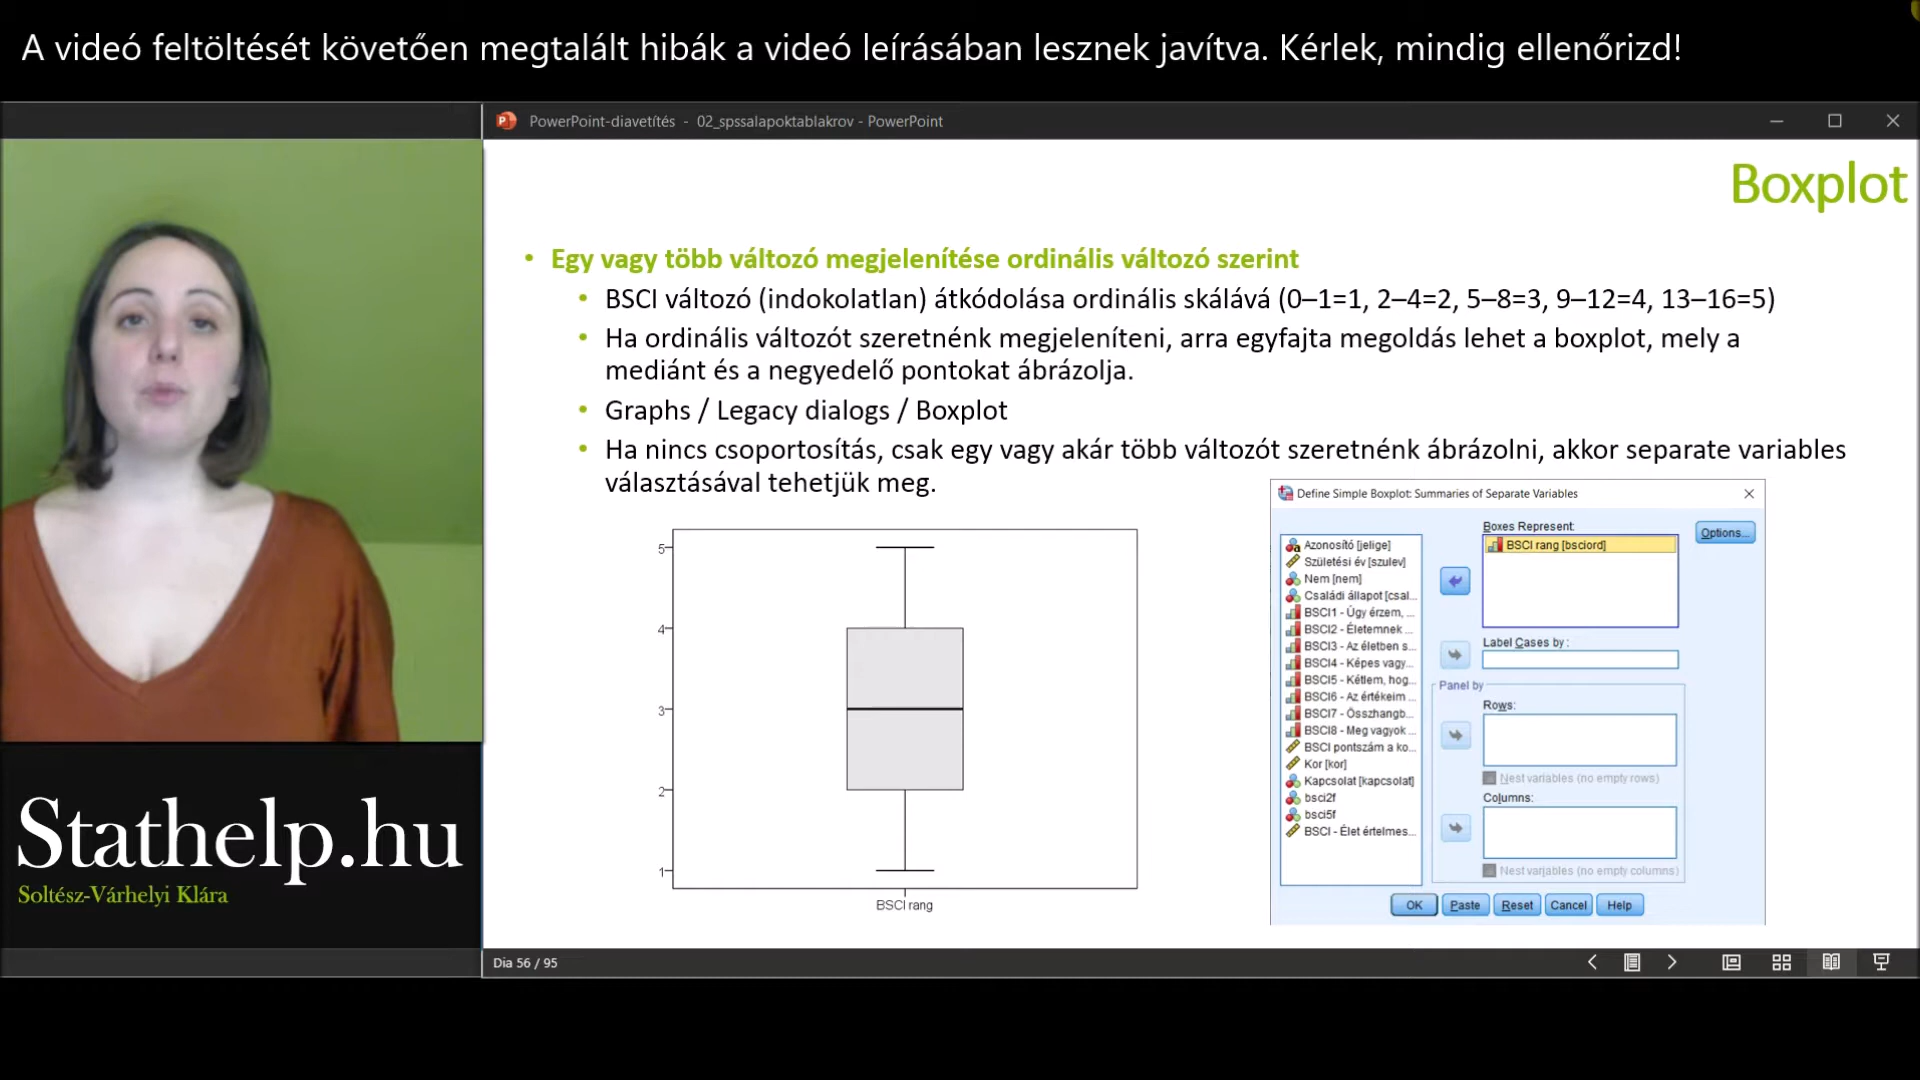 A videó feltöltését követően megtalált hibák a videó leírásában lesznek javítva. Kérlek, mindig ellenőrizd!
PowerPoint-diavetítés - 02_spssalapoktablakrov - PowerPoint
Boxplot
• Egy vagy több változó megjelenítése ordinális változó szerint
• BSCI változó (indokolatlan) átkódolása ordinális skálává (0–1=1, 2–4=2, 5–8=3, 9–12=4, 13–16=5)
• Ha ordinális változót szeretnénk megjeleníteni, arra egyfajta megoldás lehet a boxplot, mely a
mediánt és a negyedelő pontokat ábrázolja.
• Graphs / Legacy dialogs / Boxplot
• Ha nincs csoportosítás, csak egy vagy akár több változót szeretnénk ábrázolni, akkor separate variables
választásával tehetjük meg.
5
4
3
2
1
BSCI rang
Define Simple Boxplot: Summaries of Separate Variables
Azonosító [jelige]
Születési év [szulev]
Nem [nem]
Családi állapot [csal...
BSCI1 - Úgy érzem, ...
BSCI2 - Életemnek ...
BSCI3 - Az életben s...
BSCI4 - Képes vagy...
BSCI5 - Kétlem, hog...
BSCI6 - Az értékeim ...
BSCI7 - Összhangb...
BSCI8 - Meg vagyok ...
BSCI pontszám a ko...
Kor [kor]
Kapcsolat [kapcsolat]
bsci2f
bsci5f
BSCI - Élet értelmes...
Boxes Represent:
BSCI rang [bsciord]
Options...
Label Cases by:
Panel by
Rows:
Nest variables (no empty rows)
Columns:
Nest variables (no empty columns)
OK
Paste
Reset
Cancel
Help
Stathelp.hu
Soltész-Várhelyi Klára
Dia 56 / 95